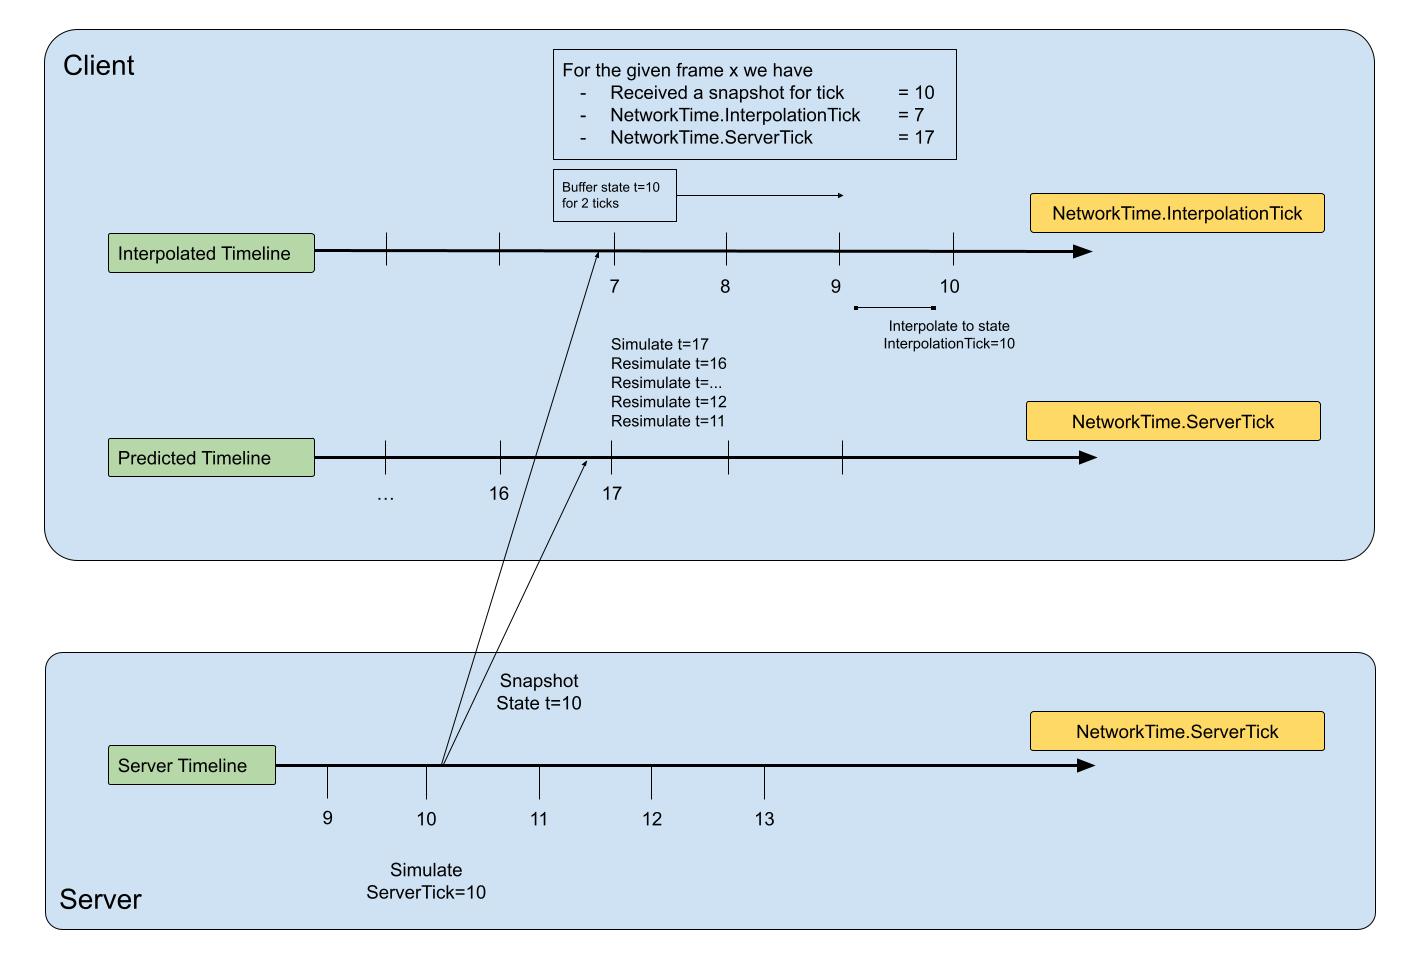 Client
For the given frame x we have
- Received a snapshot for tick = 10
- NetworkTime.InterpolationTick = 7
- NetworkTime.ServerTick = 17
Buffer state t=10
for 2 ticks
NetworkTime.InterpolationTick
Interpolated Timeline
7 8 9 10
Interpolate to state
InterpolationTick=10
Simulate t=17
Resimulate t=16
Resimulate t=...
Resimulate t=12
Resimulate t=11
NetworkTime.ServerTick
Predicted Timeline
... 16 17
Snapshot
State t=10
NetworkTime.ServerTick
Server Timeline
9 10 11 12 13
Simulate
ServerTick=10
Server